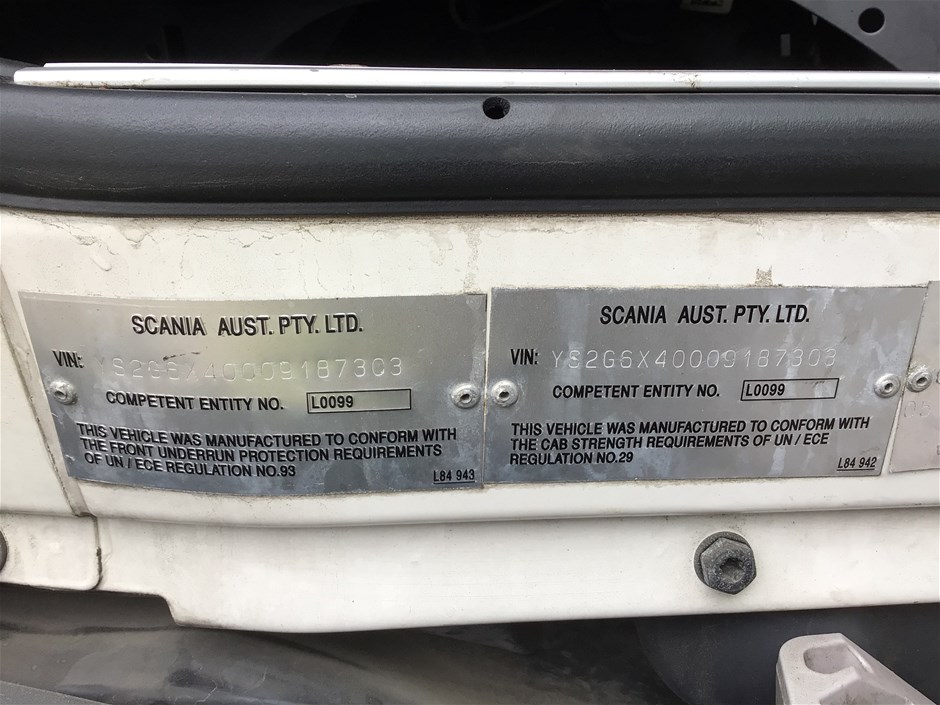 SCANIA AUST. PTY. LTD.
VIN: YS2G6X40009187303
COMPETENT ENTITY NO. L0099
THIS VEHICLE WAS MANUFACTURED TO CONFORM WITH
THE FRONT UNDERRUN PROTECTION REQUIREMENTS
OF UN / ECE REGULATION NO.93
L84 943
SCANIA AUST. PTY. LTD.
VIN: YS2G6X40009187303
COMPETENT ENTITY NO. L0099
THIS VEHICLE WAS MANUFACTURED TO CONFORM WITH
THE CAB STRENGTH REQUIREMENTS OF UN / ECE
REGULATION NO.29
L84 942